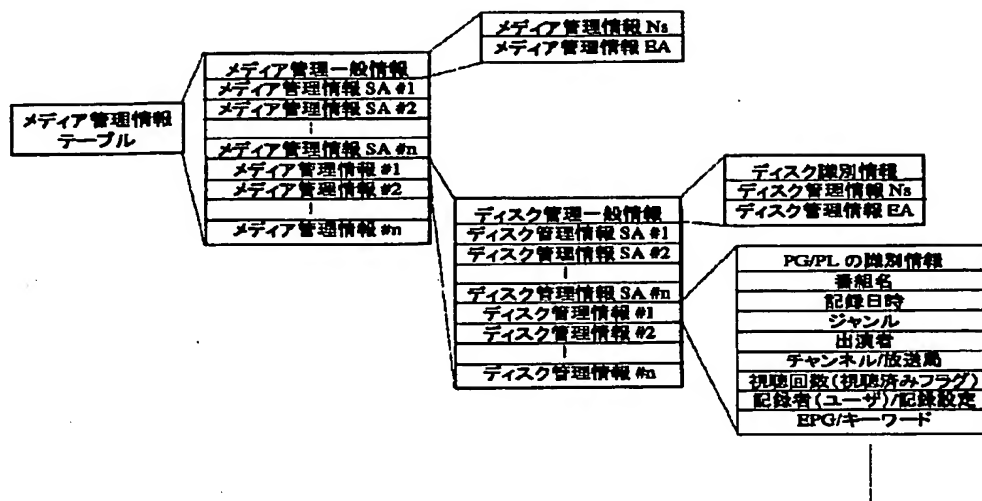 メディア管理情報
テーブル
メディア管理一般情報
メディア管理情報 SA #1
メディア管理情報 SA #2
メディア管理情報 SA #n
メディア管理情報 #1
メディア管理情報 #2
メディア管理情報 #n
メディア管理情報 Ns
メディア管理情報 EA
ディスク管理一般情報
ディスク管理情報 SA #1
ディスク管理情報 SA #2
ディスク管理情報 SA #n
ディスク管理情報 #1
ディスク管理情報 #2
ディスク管理情報 #n
ディスク識別情報
ディスク管理情報 Ns
ディスク管理情報 EA
PG/PL の識別情報
番組名
記録日時
ジャンル
出演者
チャンネル/放送局
視聴回数(視聴済みフラグ)
記録者(ユーザ)/記録設定
EPG/キーワード